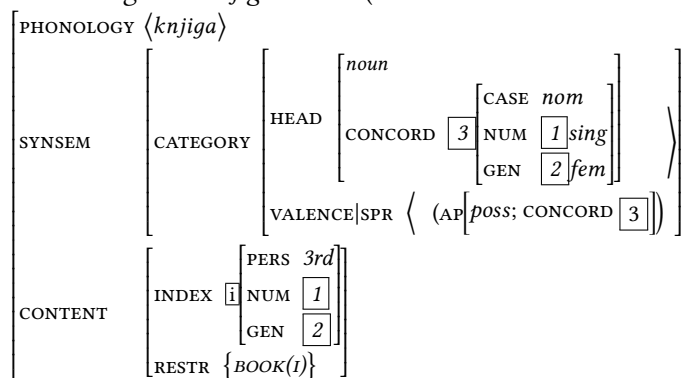 PHONOLOGY ⟨knjiga⟩
noun
CASE nom
HEAD
CONCORD 3 NUM 1 sing
SYNSEM CATEGORY
GEN 2 fem
VALENCE|SPR ⟨ (AP[poss; CONCORD 3]) ⟩
PERS 3rd
INDEX i NUM 1
CONTENT
GEN 2
RESTR {BOOK(I)}